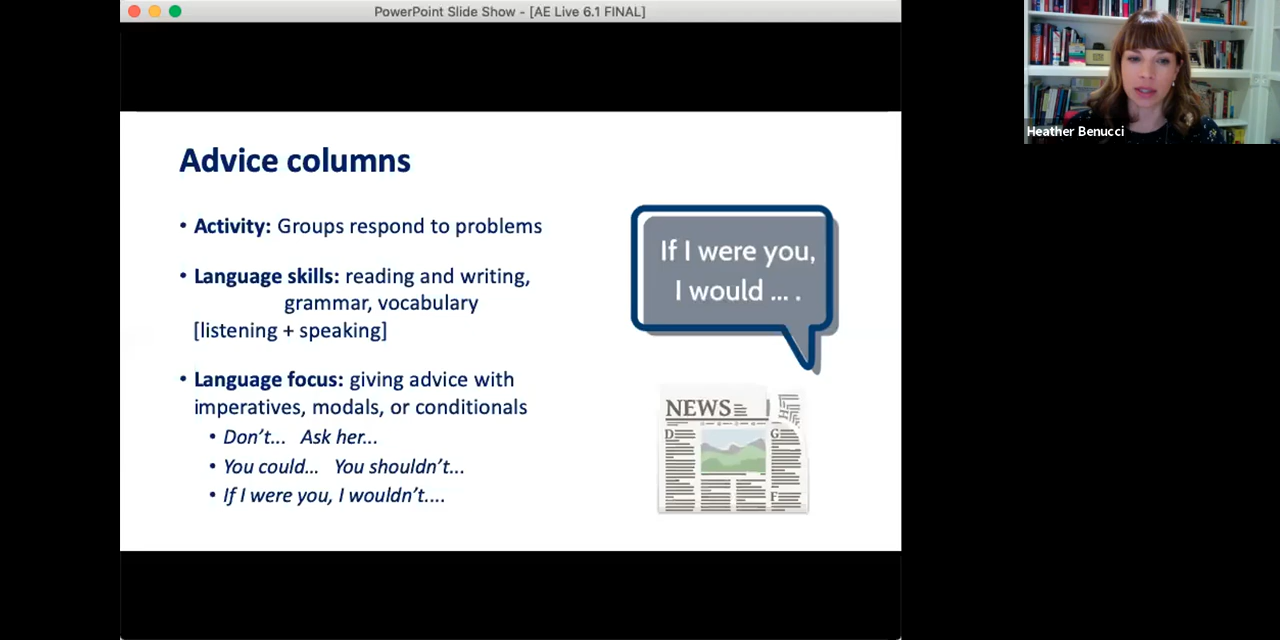 PowerPoint Slide Show - [AE Live 6.1 FINAL]
Heather Benucci
Advice columns
• Activity: Groups respond to problems
• Language skills: reading and writing,
grammar, vocabulary
[listening + speaking]
• Language focus: giving advice with
imperatives, modals, or conditionals
• Don't... Ask her...
• You could... You shouldn't...
• If I were you, I wouldn't....
If I were you,
I would ... .
NEWS
D
G
F